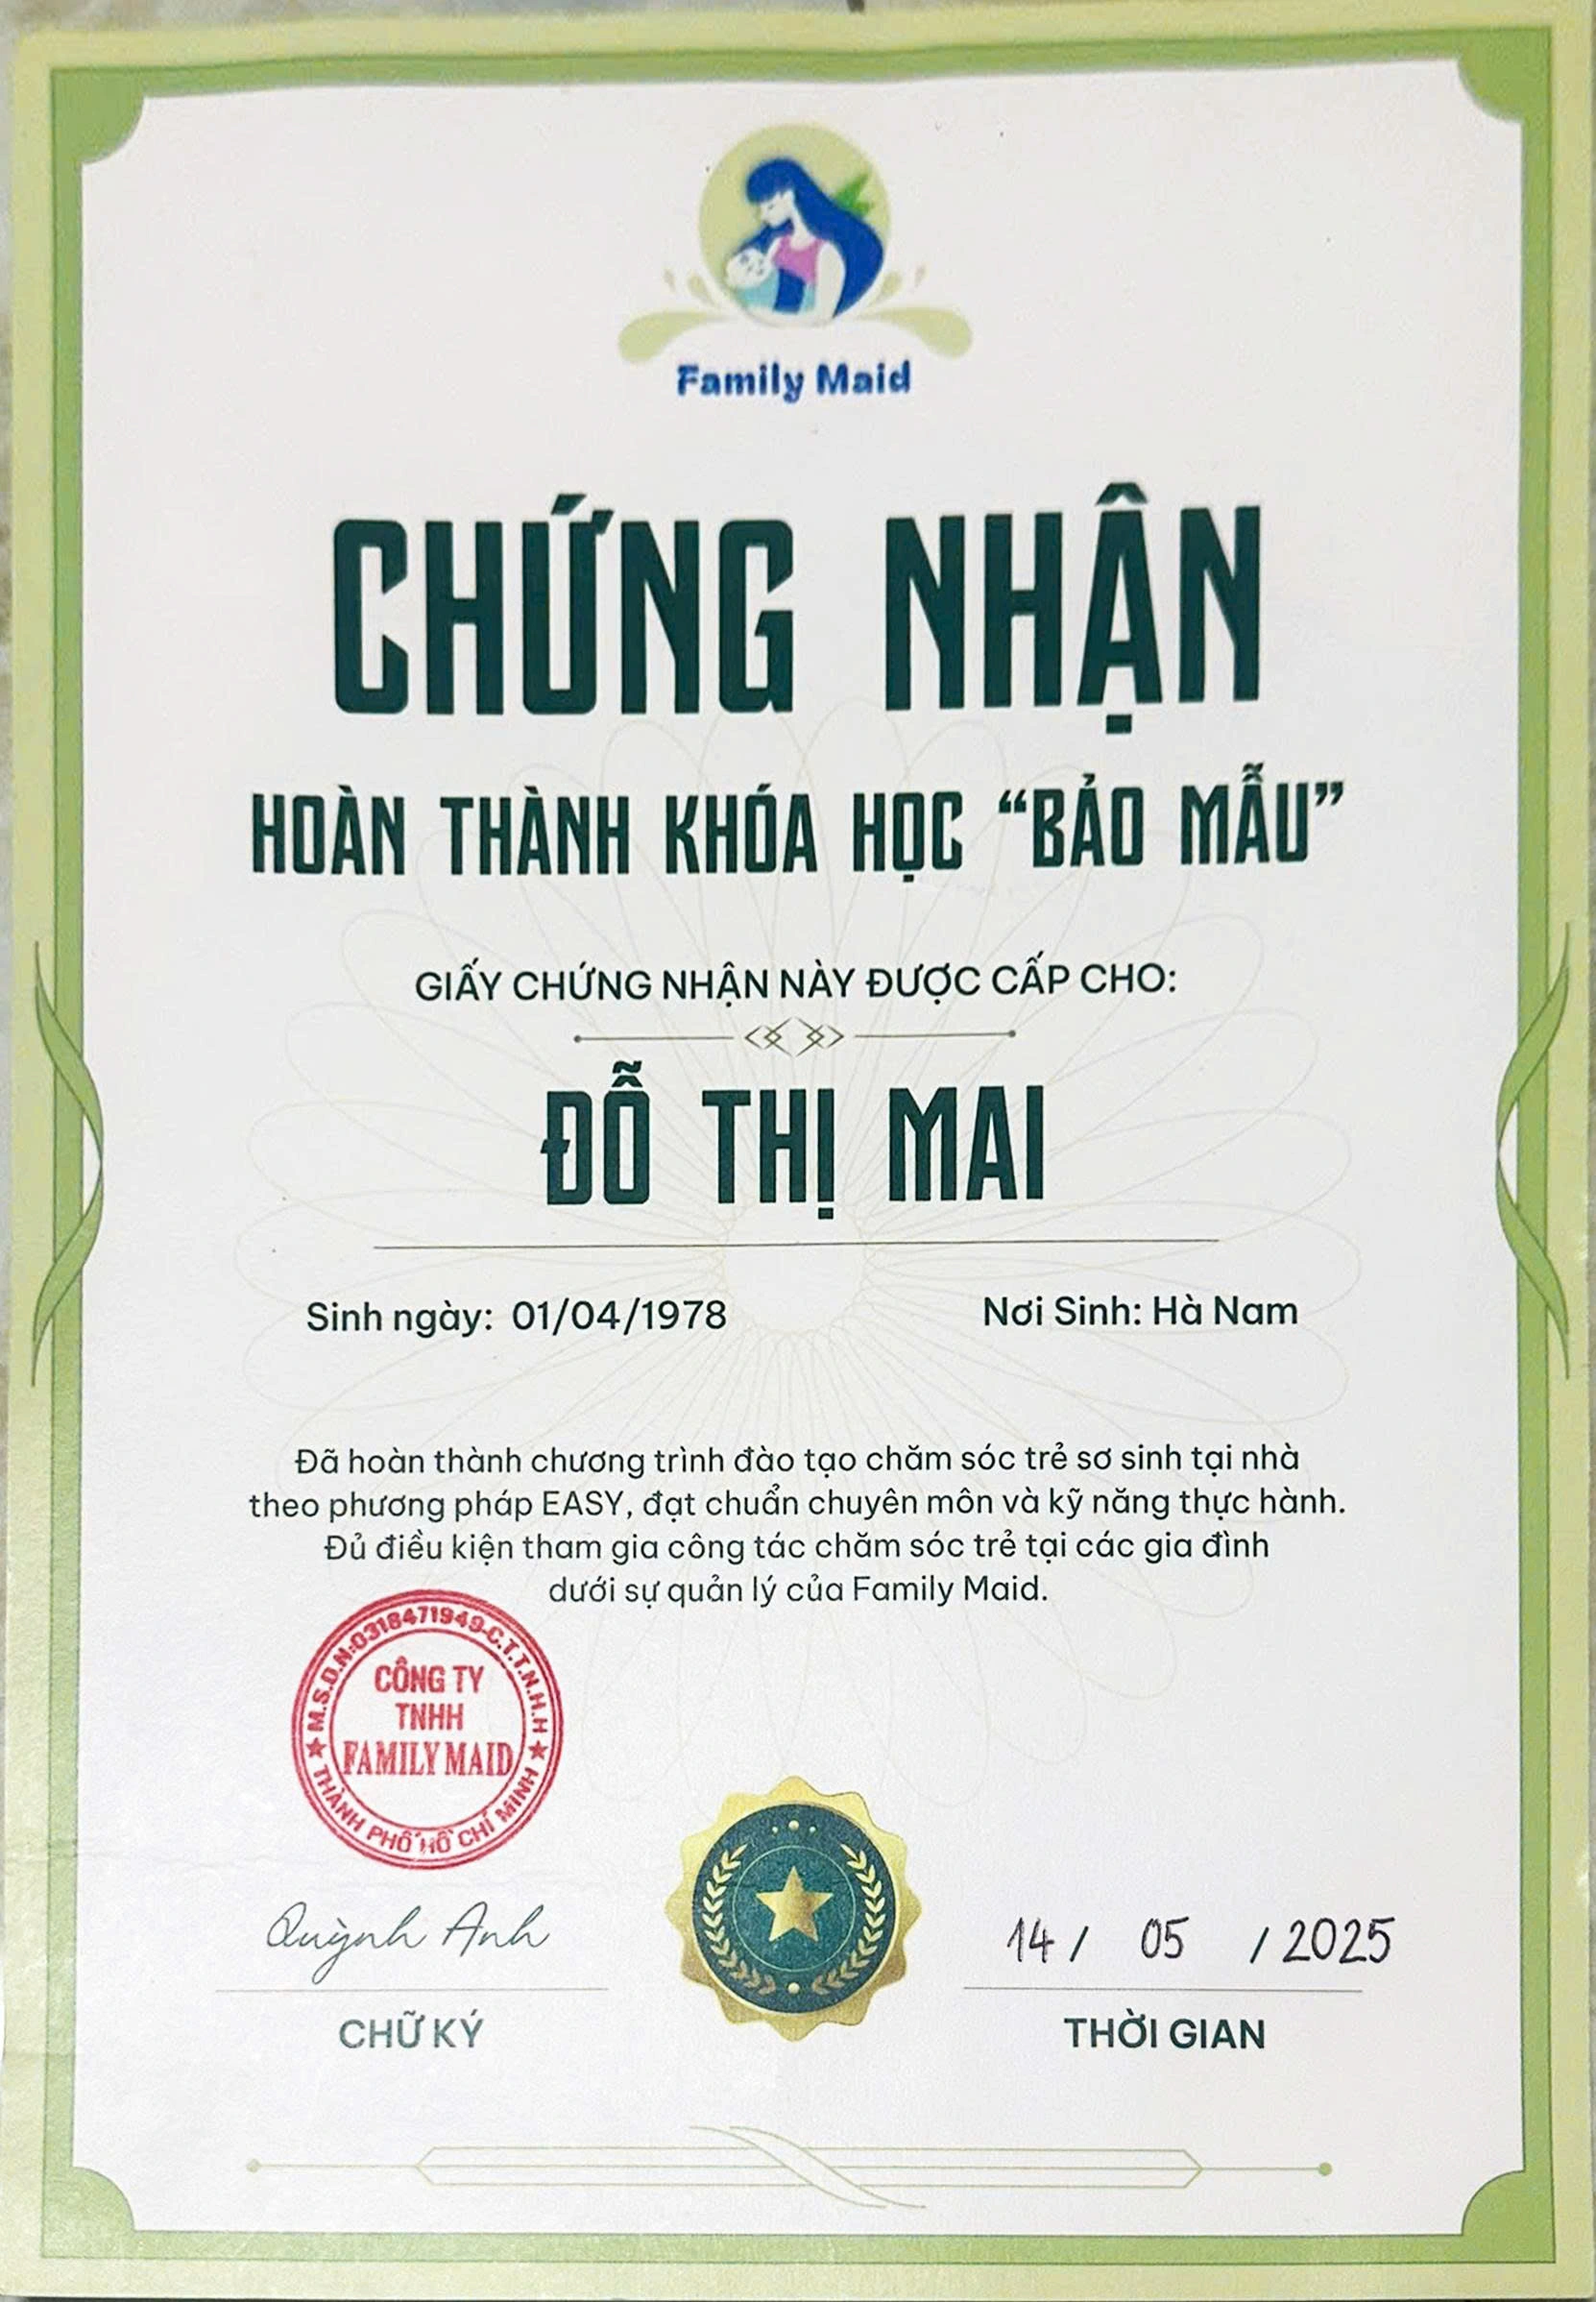 Family Maid
CHỨNG NHẬN
HOÀN THÀNH KHÓA HỌC “BẢO MẪU”
GIẤY CHỨNG NHẬN NÀY ĐƯỢC CẤP CHO:
ĐỖ THỊ MAI
Sinh ngày: 01/04/1978
Nơi Sinh: Hà Nam
Đã hoàn thành chương trình đào tạo chăm sóc trẻ sơ sinh tại nhà
theo phương pháp EASY, đạt chuẩn chuyên môn và kỹ năng thực hành.
Đủ điều kiện tham gia công tác chăm sóc trẻ tại các gia đình
dưới sự quản lý của Family Maid.
M.S.D.N:0318471949-C.T.T.N.H.H
CÔNG TY
TNHH
FAMILY MAID
THÀNH PHỐ HỒ CHÍ MINH
Quỳnh Anh
CHỮ KÝ
14/ 05 / 2025
THỜI GIAN